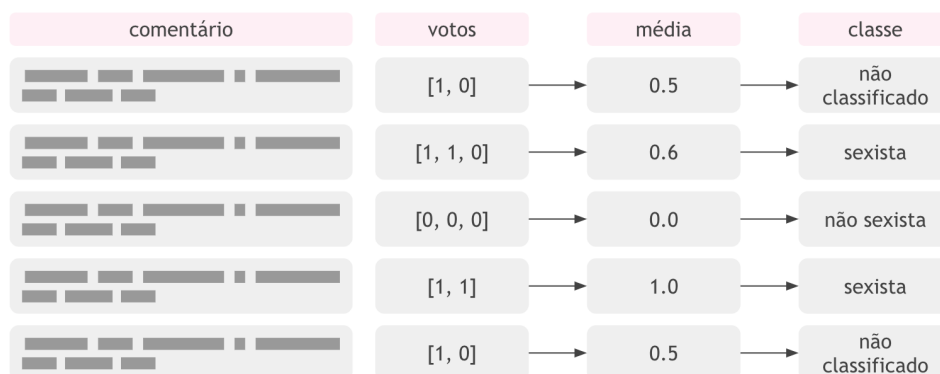 comentário votos média classe
[1, 0] 0.5 não
classificado
[1, 1, 0] 0.6 sexista
[0, 0, 0] 0.0 não sexista
[1, 1] 1.0 sexista
[1, 0] 0.5 não
classificado